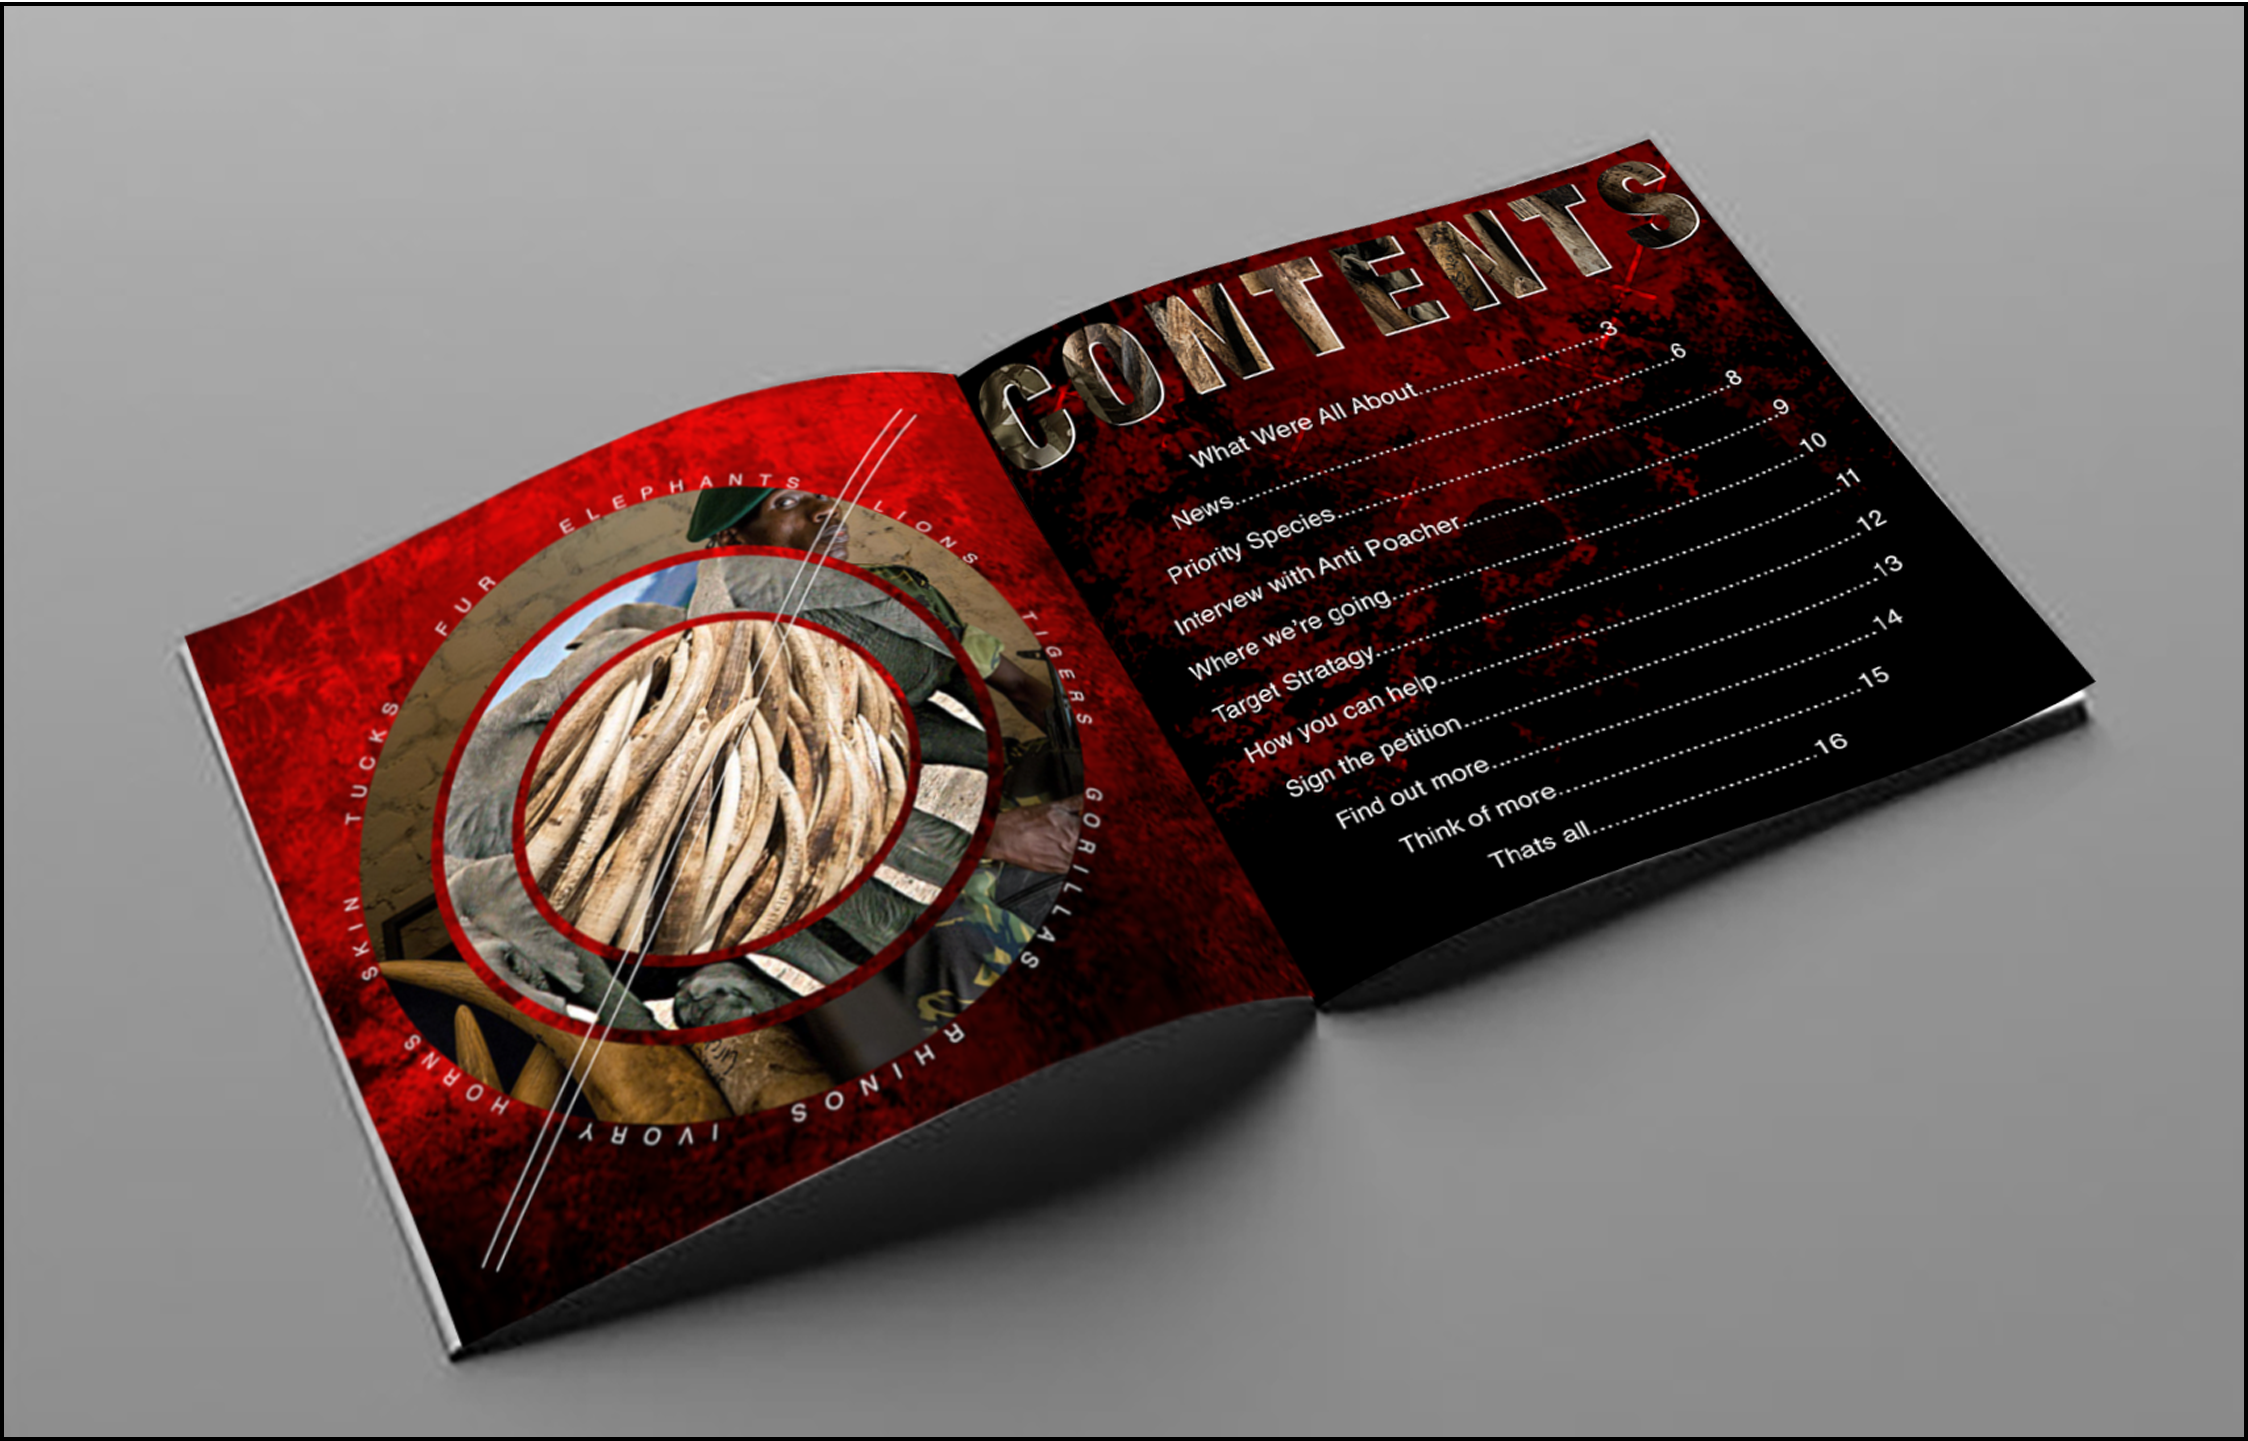 ELEPHANTS
LIONS
TIGERS
GORILLAS
RHINOS
IVORY
HORNS
SKIN
TUCKS
FUR
CONTENTS
What Were All About..............................3
News..................................................................6
Priority Species.........................................................8
Intervew with Anti Poacher.............................................9
Where we're going..........................................................10
Target Stratagy................................................................11
How you can help.............................................................12
Sign the petition.............................................................13
Find out more.........................................................14
Think of more.............................................15
Thats all.................................16